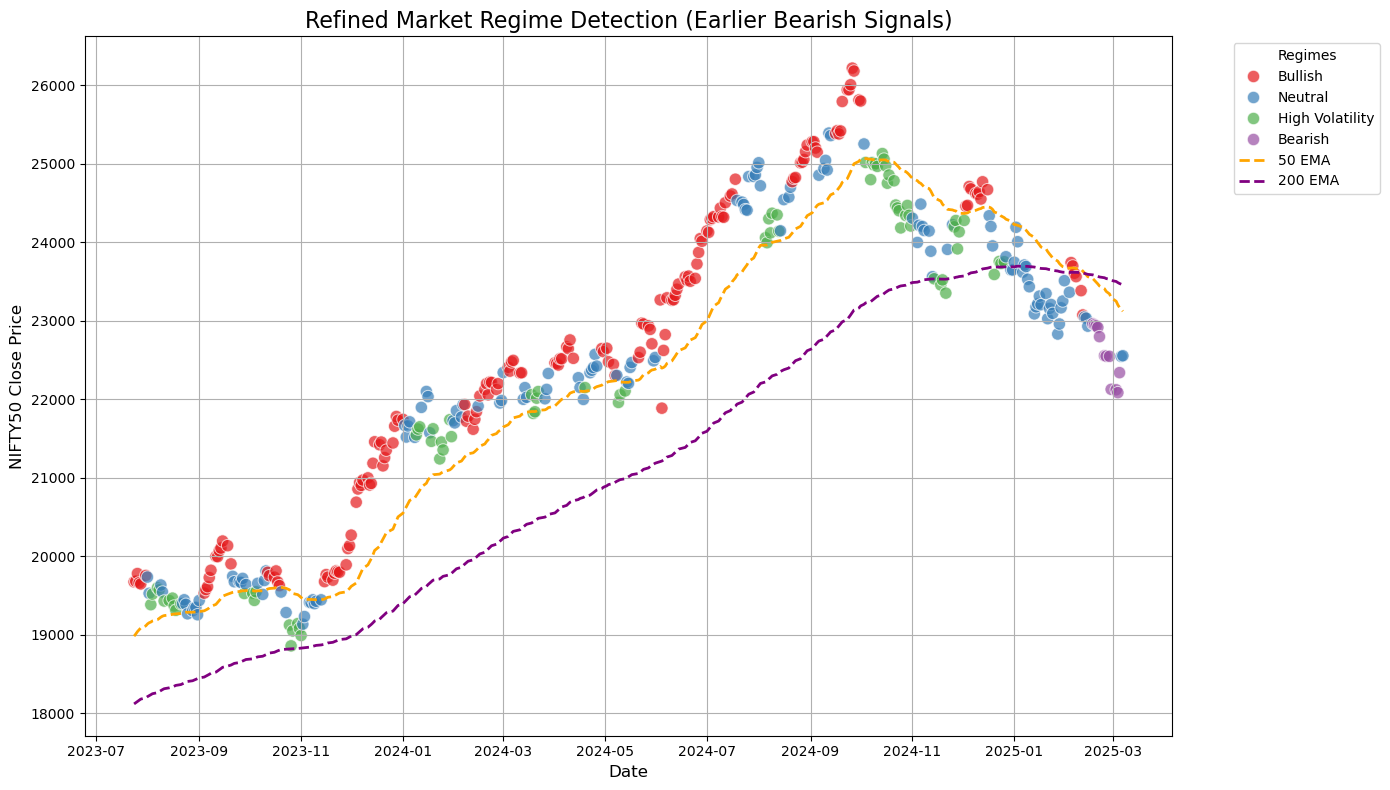 Refined Market Regime Detection (Earlier Bearish Signals)
NIFTY50 Close Price
26000
25000
24000
23000
22000
21000
20000
19000
18000
2023-07 2023-09 2023-11 2024-01 2024-03 2024-05 2024-07 2024-09 2024-11 2025-01 2025-03
Date
Regimes
Bullish
Neutral
High Volatility
Bearish
50 EMA
200 EMA